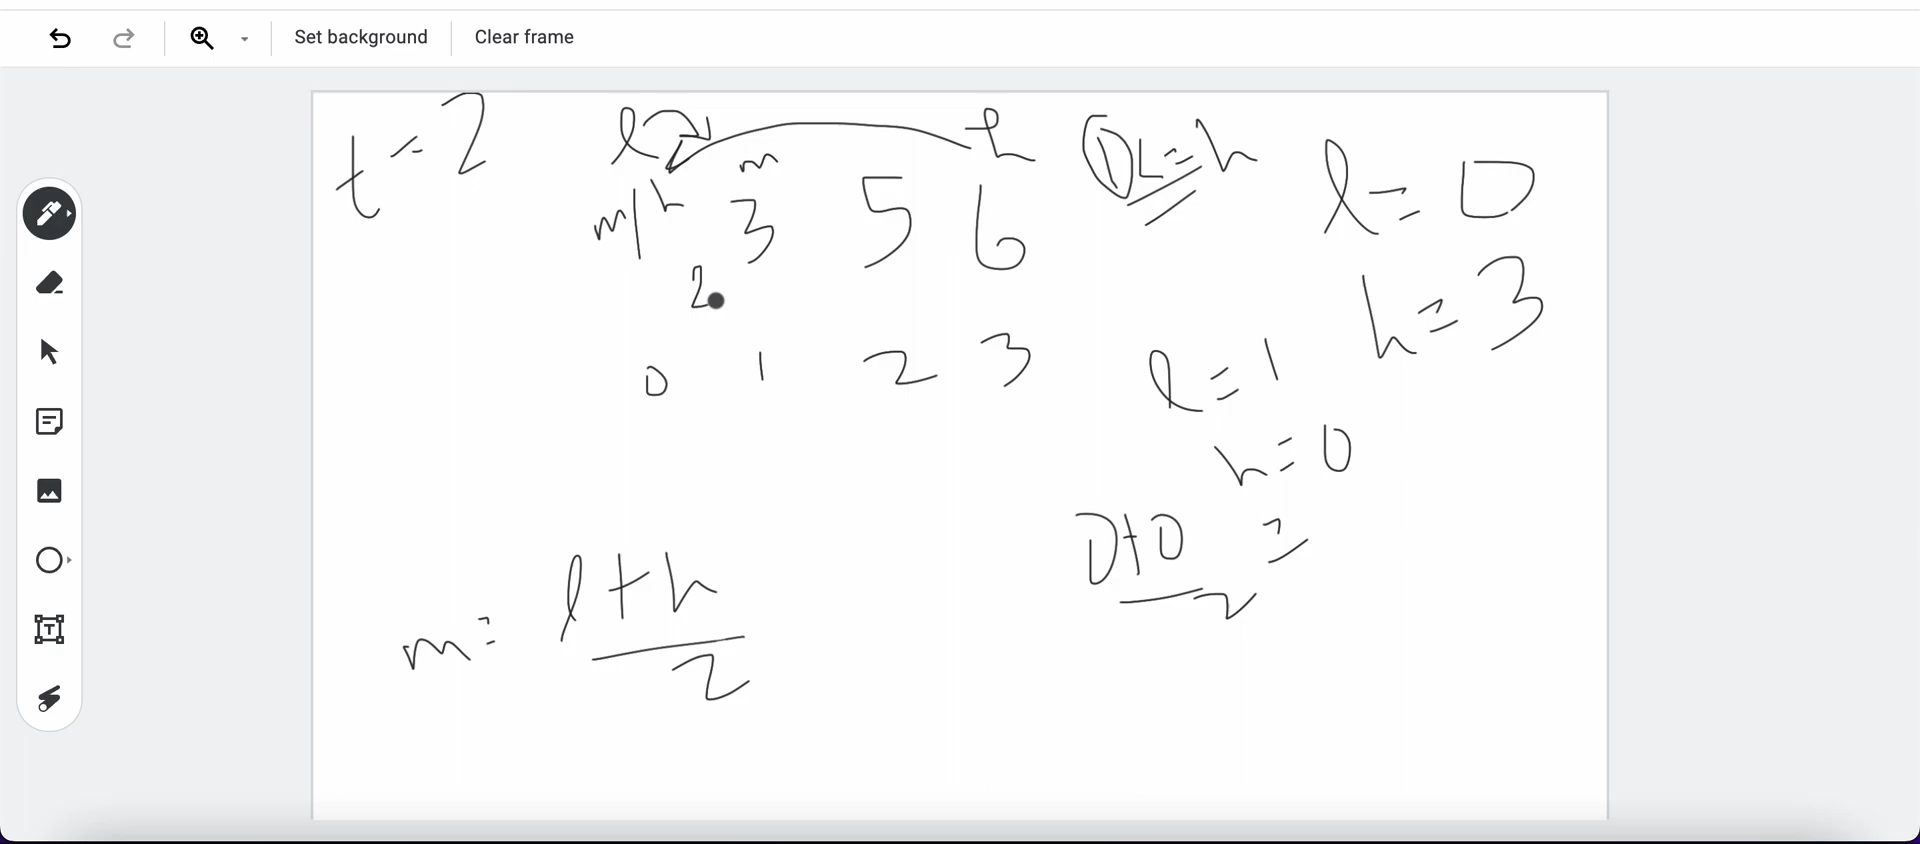 Set background
Clear frame
t = 2
l
h
m
m
1
h
3
5
6
2
0
1
2
3
L = h
l = 0
h = 3
l = 1
h = 0
0+0 =
2
m = l+h
2
T